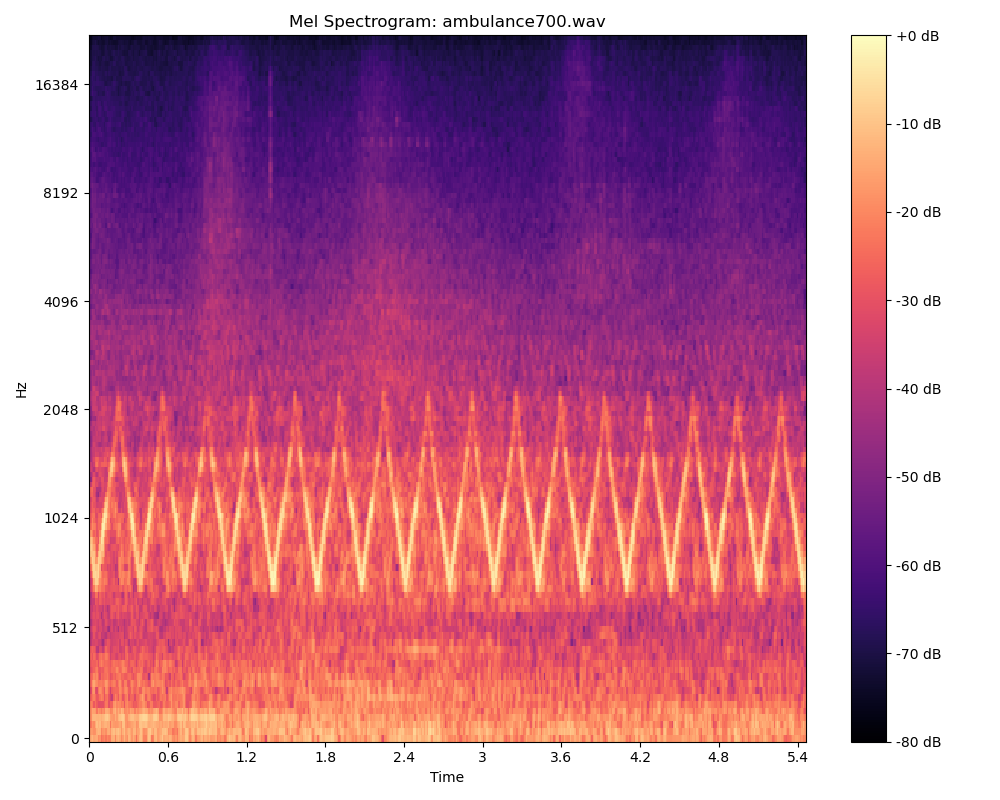 Mel Spectrogram: ambulance700.wav
Hz
16384
8192
4096
2048
1024
512
0
0 0.6 1.2 1.8 2.4 3 3.6 4.2 4.8 5.4
Time
+0 dB
-10 dB
-20 dB
-30 dB
-40 dB
-50 dB
-60 dB
-70 dB
-80 dB